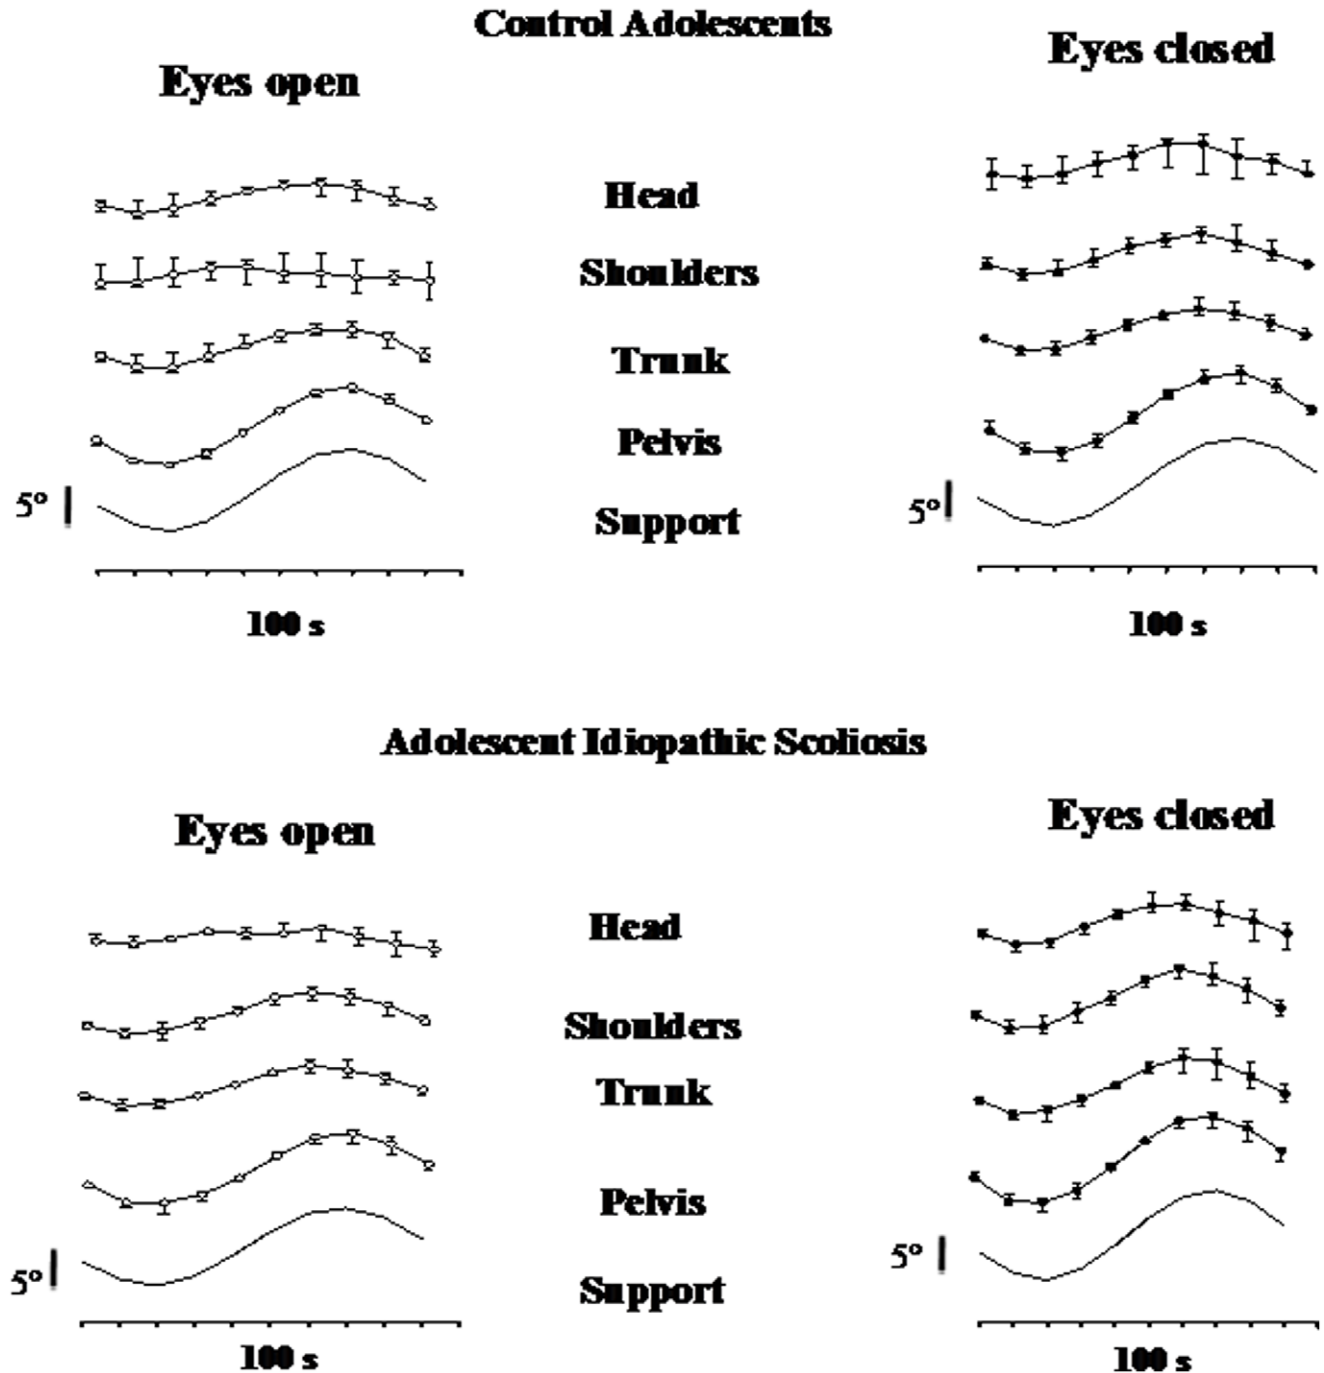 Control Adolescents
Eyes open
Eyes closed
Head
Shoulders
Trunk
Pelvis
Support
5°
5°
100 s
100 s
Adolescent Idiopathic Scoliosis
Eyes open
Eyes closed
Head
Shoulders
Trunk
Pelvis
Support
5°
5°
100 s
100 s